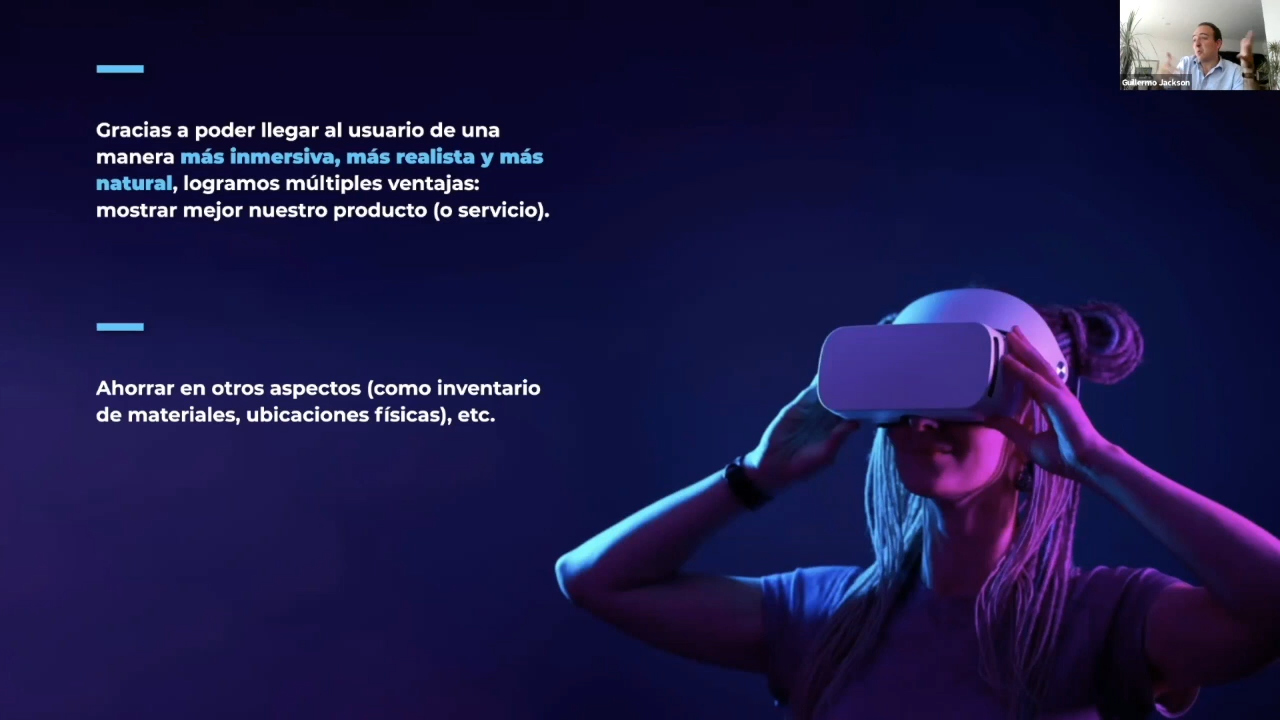 Gracias a poder llegar al usuario de una
manera más inmersiva, más realista y más
natural, logramos múltiples ventajas:
mostrar mejor nuestro producto (o servicio).
Ahorrar en otros aspectos (como inventario
de materiales, ubicaciones físicas), etc.
Guillermo Jackson